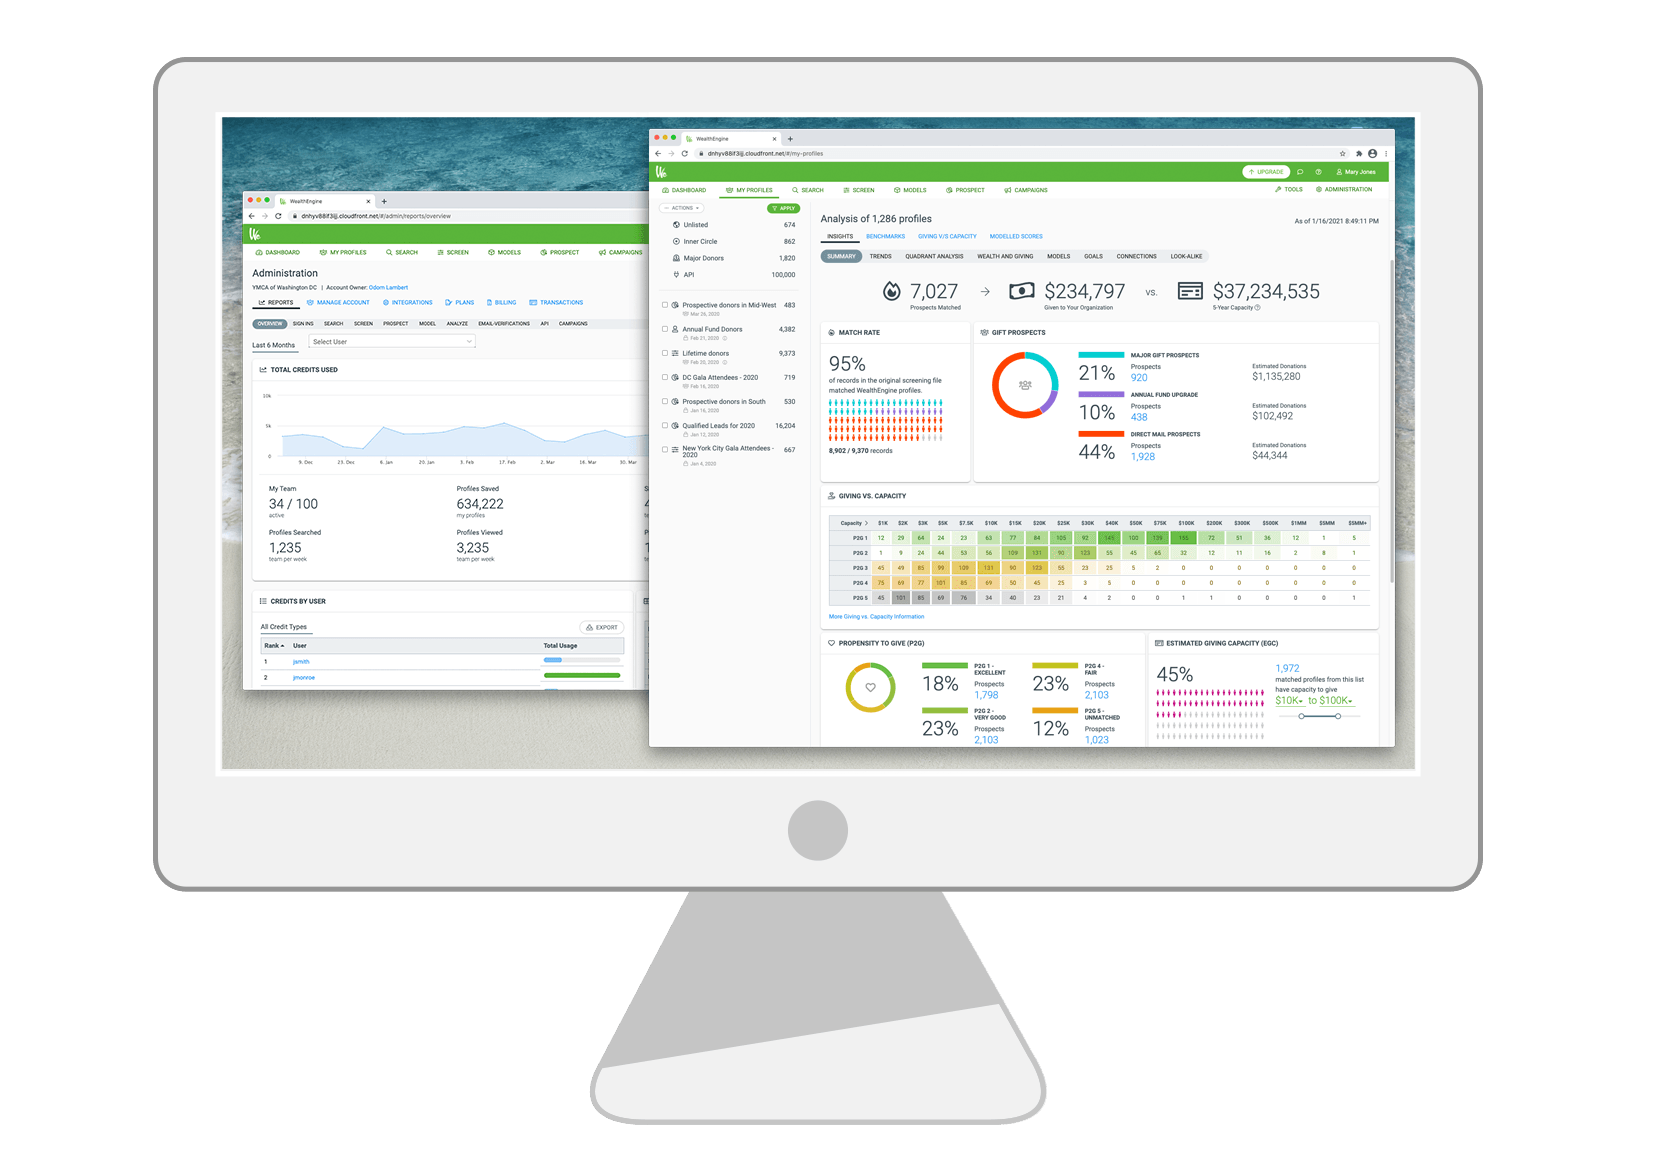 WealthEngine
dnhyv88if3ijj.cloudfront.net/#/admin/reports/overview
DASHBOARD MY PROFILES SEARCH SCREEN MODELS PROSPECT CAMPAIGNS
Administration
YMCA of Washington DC | Account Owner: Odom Lambert
REPORTS MANAGE ACCOUNT INTEGRATIONS PLANS BILLING TRANSACTIONS
OVERVIEW SIGN INS SEARCH SCREEN PROSPECT MODEL ANALYZE EMAIL-VERIFICATIONS API CAMPAIGNS
Last 6 Months Select User
TOTAL CREDITS USED
10k
5k
0
9. Dec 23. Dec 6. Jan 20. Jan 3. Feb 17. Feb 2. Mar 16. Mar 30. Mar
My Team Profiles Saved
34 / 100 634,222
active my profiles
Profiles Searched Profiles Viewed
1,235 3,235
team per week team per week
CREDITS BY USER
All Credit Types EXPORT
Rank User Total Usage
1 jsmith
2 jmonroe
WealthEngine
dnhyv88if3ijj.cloudfront.net/#/my-profiles
UPGRADE Mary Jones
DASHBOARD MY PROFILES SEARCH SCREEN MODELS PROSPECT CAMPAIGNS TOOLS ADMINISTRATION
ACTIONS APPLY
Unlisted 674
Inner Circle 862
Major Donors 1,820
API 100,000
Prospective donors in Mid-West 483
Mar 26, 2020
Annual Fund Donors 4,382
Feb 21, 2020
Lifetime donors 9,373
Feb 20, 2020
DC Gala Attendees - 2020 719
Feb 16, 2020
Prospective donors in South 530
Jan 16, 2020
Qualified Leads for 2020 16,204
Jan 12, 2020
New York City Gala Attendees - 2020 667
Jan 4, 2020
Analysis of 1,286 profiles
As of 1/16/2021 8:49:11 PM
INSIGHTS BENCHMARKS GIVING V/S CAPACITY MODELLED SCORES
SUMMARY TRENDS QUADRANT ANALYSIS WEALTH AND GIVING MODELS GOALS CONNECTIONS LOOK-ALIKE
7,027 $234,797 VS. $37,234,535
Prospects Matched Given to Your Organization 5-Year Capacity
MATCH RATE
95%
of records in the original screening file
matched WealthEngine profiles.
8,902 / 9,370 records
GIFT PROSPECTS
MAJOR GIFT PROSPECTS
21% Prospects 920 Estimated Donations $1,135,280
ANNUAL FUND UPGRADE
10% Prospects 438 Estimated Donations $102,492
DIRECT MAIL PROSPECTS
44% Prospects 1,928 Estimated Donations $44,344
GIVING VS. CAPACITY
Capacity $1K $2K $3K $5K $7.5K $10K $15K $20K $25K $30K $40K $50K $75K $100K $200K $300K $500K $1MM $5MM $5MM+
P2G 1 12 29 64 24 23 63 77 84 105 92 145 102 139 155 72 51 36 12 1 5
P2G 2 1 9 24 44 53 56 109 131 90 123 55 45 65 32 12 11 16 2 8 1
P2G 3 45 49 85 99 109 131 90 123 55 23 25 5 2 0 0 0 0 0 0 0
P2G 4 75 69 77 101 85 69 50 45 25 3 5 0 0 0 0 0 0 0 0 0
P2G 5 45 101 85 69 76 34 40 23 21 4 2 0 0 1 1 0 0 0 0 1
More Giving vs. Capacity Information
PROPENSITY TO GIVE (P2G)
P2G 1 - EXCELLENT
18% Prospects 1,798
P2G 4 - FAIR
23% Prospects 2,103
P2G 2 - VERY GOOD
23% Prospects 2,103
P2G 5 - UNMATCHED
12% Prospects 1,023
ESTIMATED GIVING CAPACITY (EGC)
45%
1,972
matched profiles from this list
have capacity to give
$10K to $100K